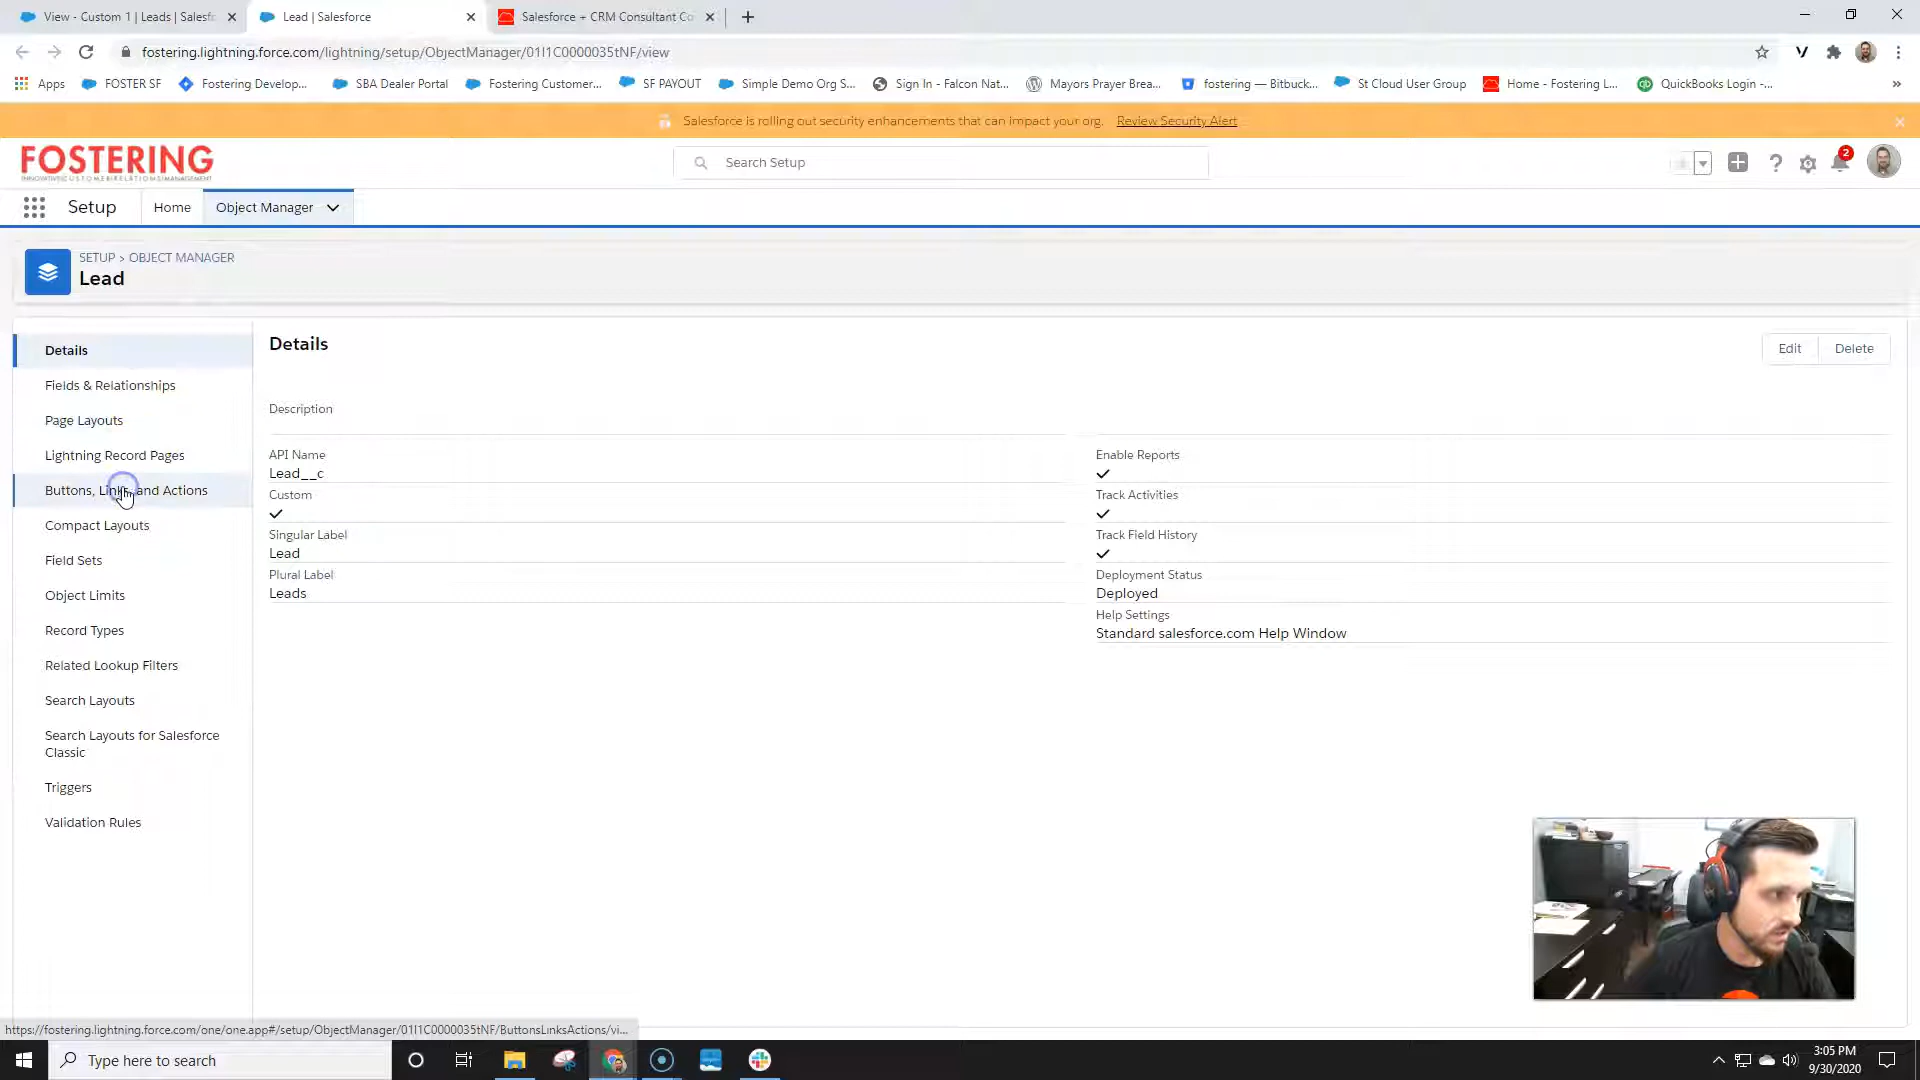 View - Custom 1 | Leads | Salesf
Lead | Salesforce
Salesforce + CRM Consultant Co
fostering.lightning.force.com/lightning/setup/ObjectManager/01I1C0000035tNF/view
Apps
FOSTER SF
Fostering Develop...
SBA Dealer Portal
Fostering Customer...
SF PAYOUT
Simple Demo Org S...
Sign In - Falcon Nat...
Mayors Prayer Brea...
fostering — Bitbuck...
St Cloud User Group
Home - Fostering L...
QuickBooks Login -...
Salesforce is rolling out security enhancements that can impact your org. Review Security Alert
FOSTERING
INNOVATIVE CUSTOMER RELATIONS MANAGEMENT
Search Setup
2
Setup
Home
Object Manager
SETUP > OBJECT MANAGER
Lead
Details
Fields & Relationships
Page Layouts
Lightning Record Pages
Buttons, Links, and Actions
Compact Layouts
Field Sets
Object Limits
Record Types
Related Lookup Filters
Search Layouts
Search Layouts for Salesforce
Classic
Triggers
Validation Rules
Details
Edit
Delete
Description
API Name
Lead__c
Custom
Singular Label
Lead
Plural Label
Leads
Enable Reports
Track Activities
Track Field History
Deployment Status
Deployed
Help Settings
Standard salesforce.com Help Window
https://fostering.lightning.force.com/one/one.app#/setup/ObjectManager/01I1C0000035tNF/ButtonsLinksActions/vi...
Type here to search
3:05 PM
9/30/2020